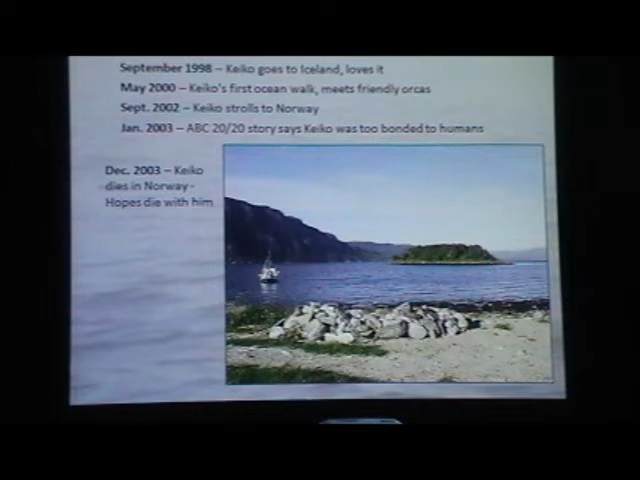 September 1998 – Keiko goes to Iceland, loves it
May 2000 – Keiko's first ocean walk, meets friendly orcas
Sept. 2002 – Keiko strolls to Norway
Jan. 2003 – ABC 20/20 story says Keiko was too bonded to humans
Dec. 2003 – Keiko
dies in Norway -
Hopes die with him